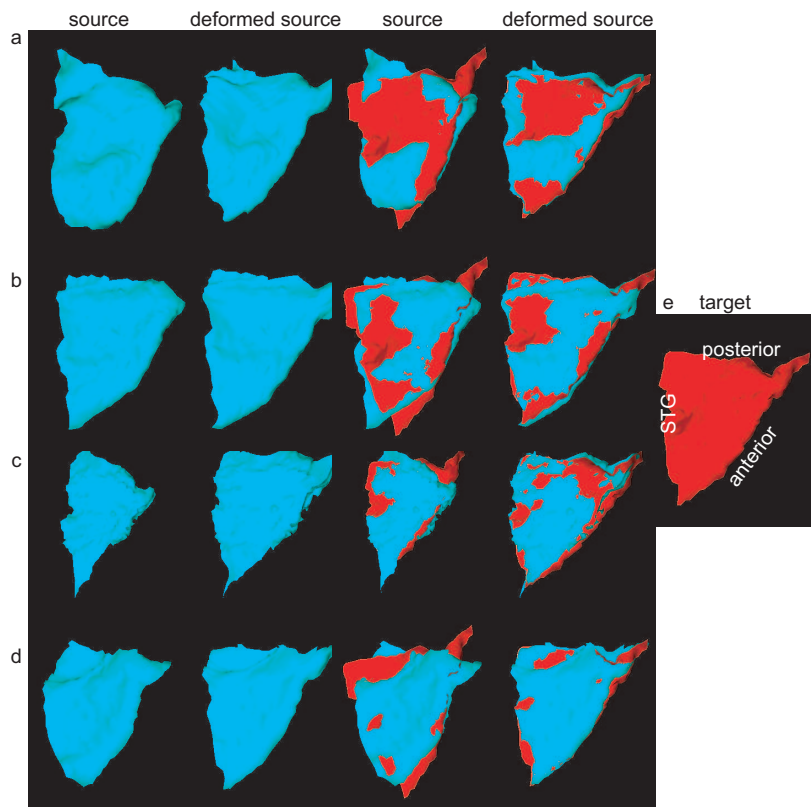 source deformed source source deformed source
a
b
e target
posterior
STG
anterior
c
d